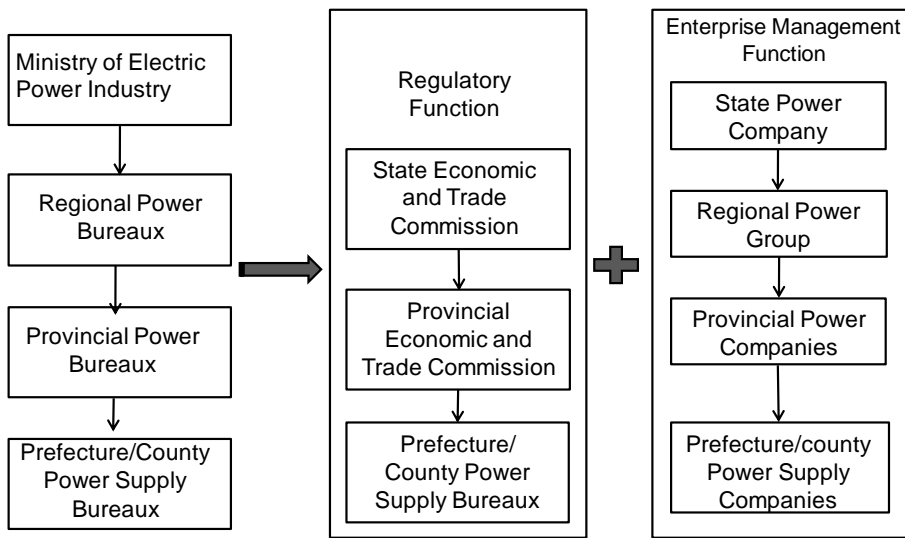 Ministry of Electric
Power Industry
Regional Power
Bureaux
Provincial Power
Bureaux
Prefecture/County
Power Supply
Bureaux
Regulatory
Function
State Economic
and Trade
Commission
Provincial
Economic and
Trade Commission
Prefecture/
County Power
Supply Bureaux
Enterprise Management
Function
State Power
Company
Regional Power
Group
Provincial Power
Companies
Prefecture/county
Power Supply
Companies